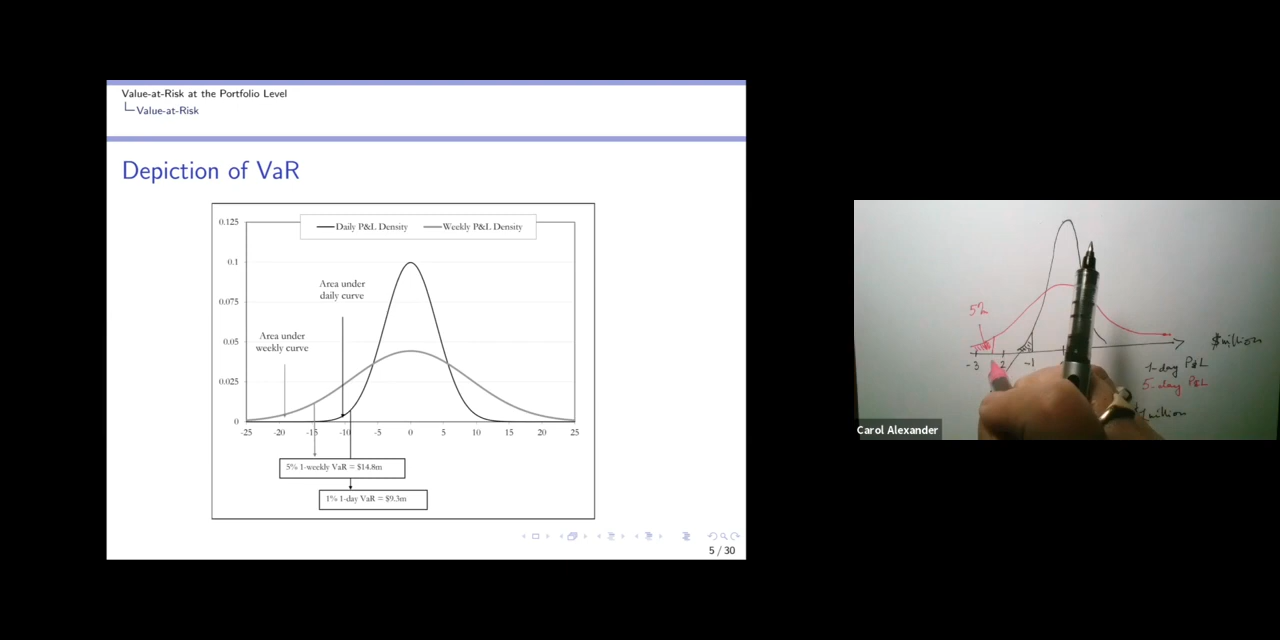 Value-at-Risk at the Portfolio Level
Value-at-Risk
Depiction of VaR
0.125
0.1
0.075
0.05
0.025
0
Daily P&L Density
Weekly P&L Density
Area under
daily curve
Area under
weekly curve
-25 -20 -15 -10 -5 0 5 10 15 20 25
5% 1-weekly VaR = $14.8m
1% 1-day VaR = $9.3m
5 / 30
5%
-3
2
-1
$million
1-day P&L
5-day P&L
million
Carol Alexander